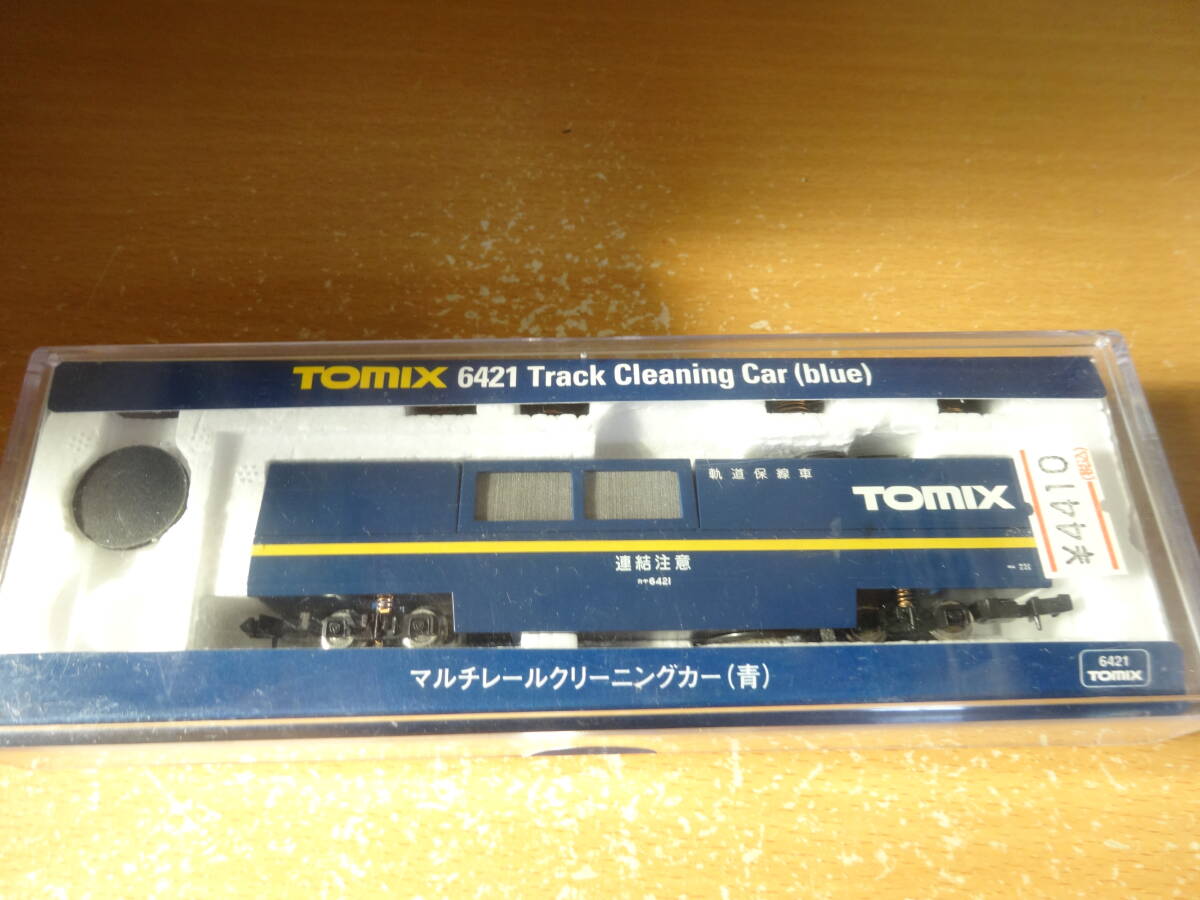 TOMIX 6421 Track Cleaning Car (blue)
軌道保線車
TOMIX
¥4410
(税込)
連結注意
6421
マルチレールクリーニングカー(青)
6421
TOMIX